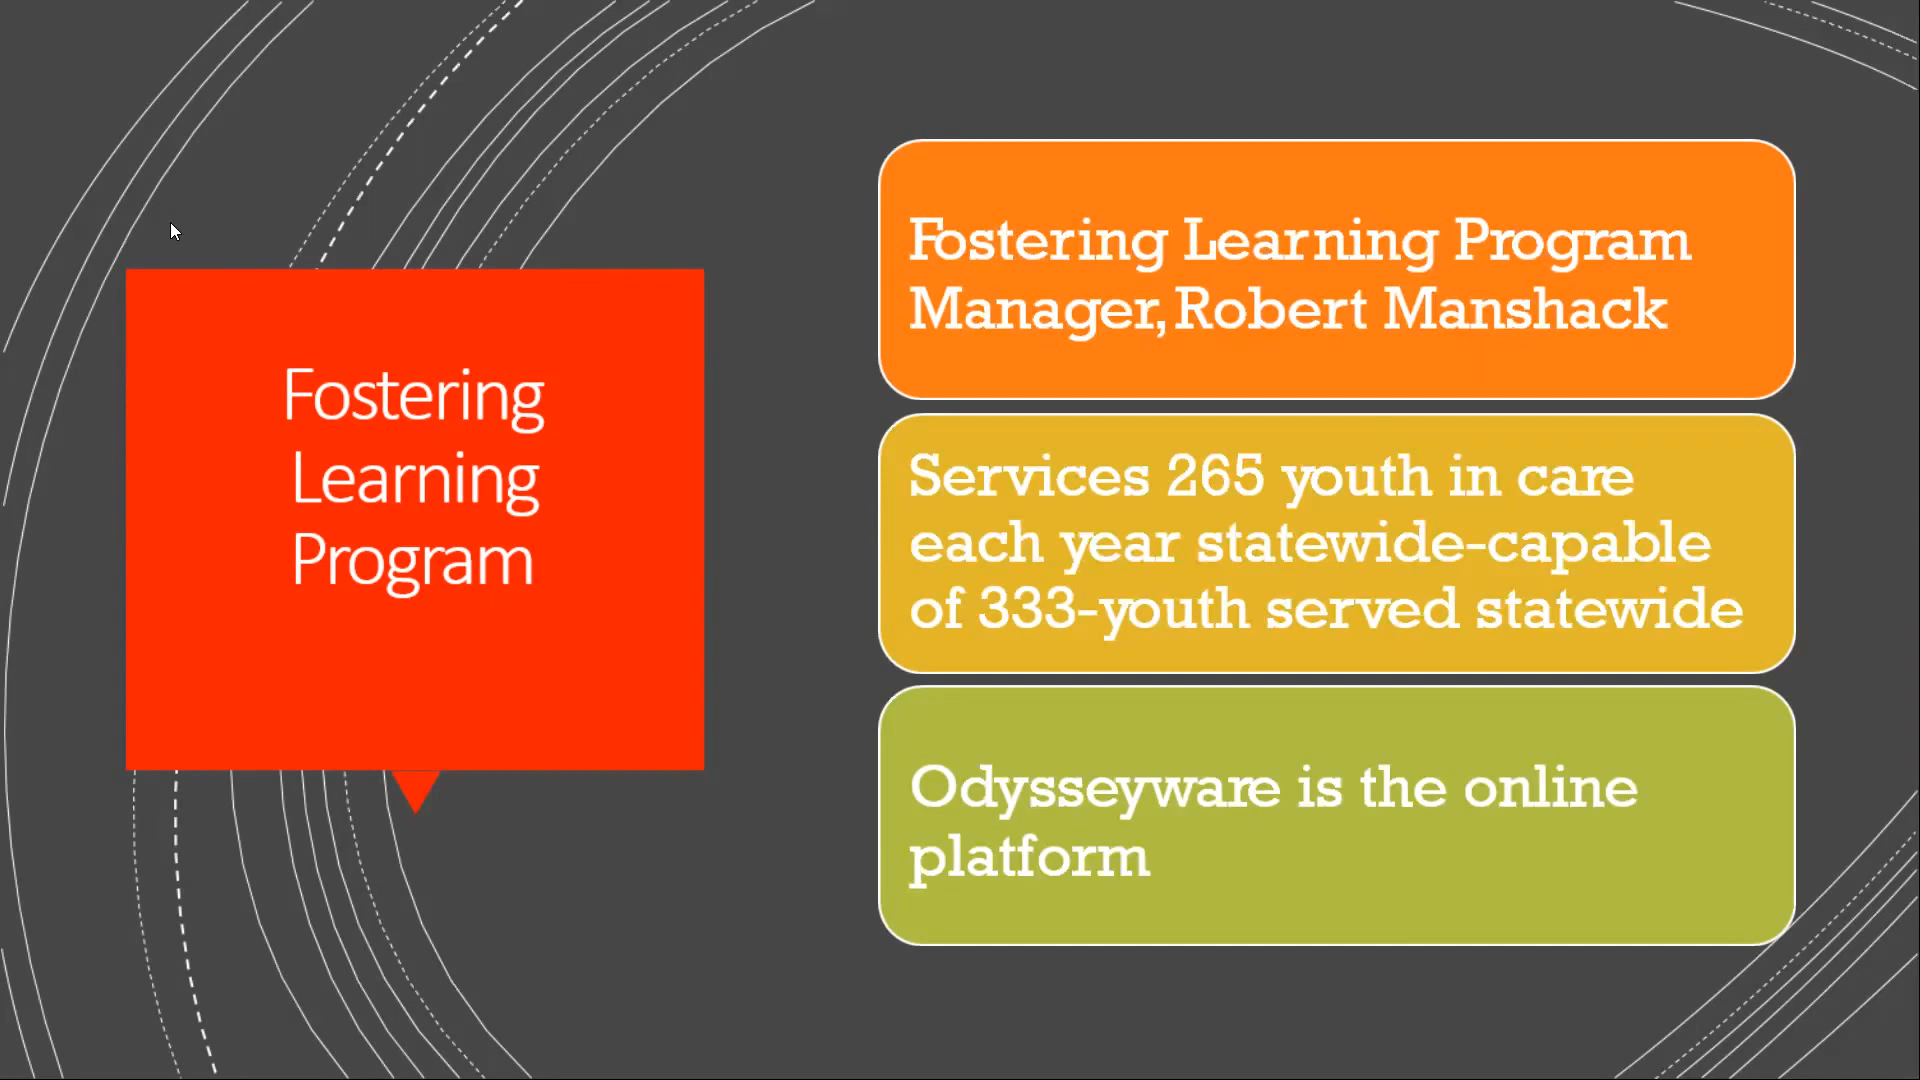 Fostering
Learning
Program
Fostering Learning Program
Manager, Robert Manshack
Services 265 youth in care
each year statewide-capable
of 333-youth served statewide
Odysseyware is the online
platform